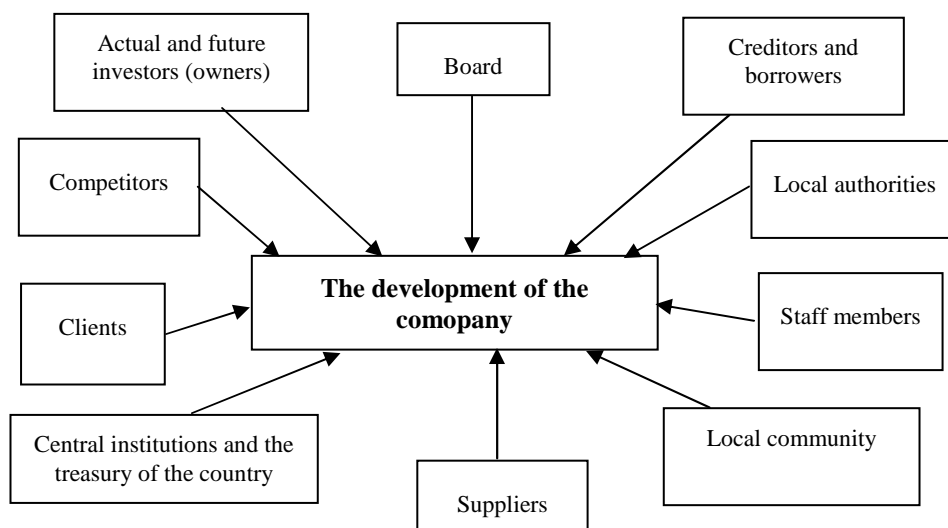 Actual and future
investors (owners)
Board
Creditors and
borrowers
Competitors
Local authorities
The development of the
comopany
Clients
Staff members
Central institutions and the
treasury of the country
Suppliers
Local community